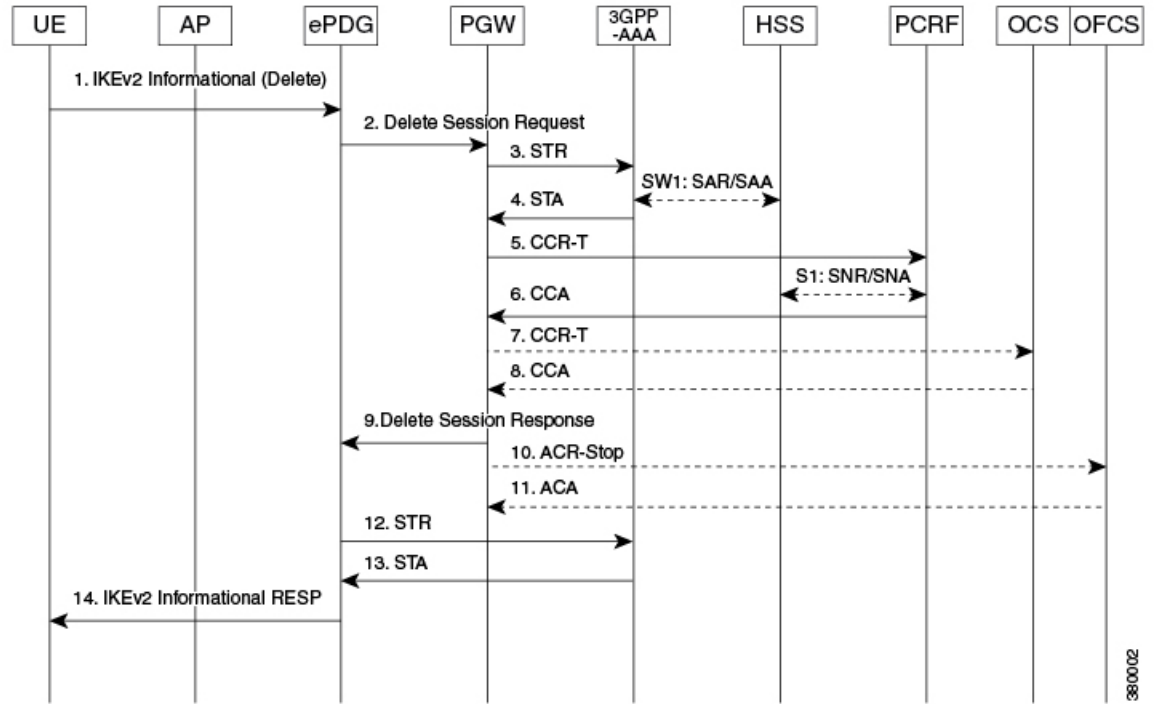 UE
AP
ePDG
PGW
3GPP
-AAA
HSS
PCRF
OCS
OFCS
1. IKEv2 Informational (Delete)
2. Delete Session Request
3. STR
SW1: SAR/SAA
4. STA
5. CCR-T
S1: SNR/SNA
6. CCA
7. CCR-T
8. CCA
9.Delete Session Response
10. ACR-Stop
11. ACA
12. STR
13. STA
14. IKEv2 Informational RESP
380002